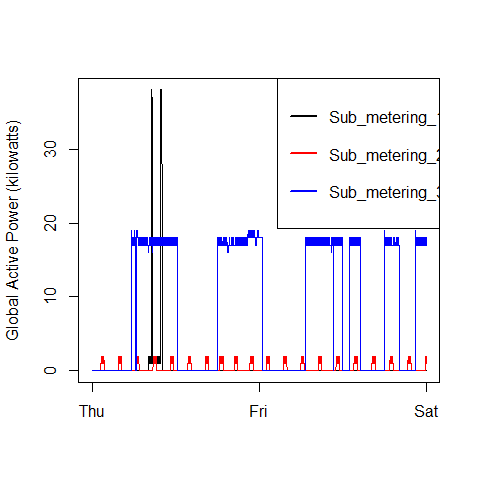 Global Active Power (kilowatts)
30
20
10
0
Thu
Fri
Sat
Sub_metering_1
Sub_metering_2
Sub_metering_3